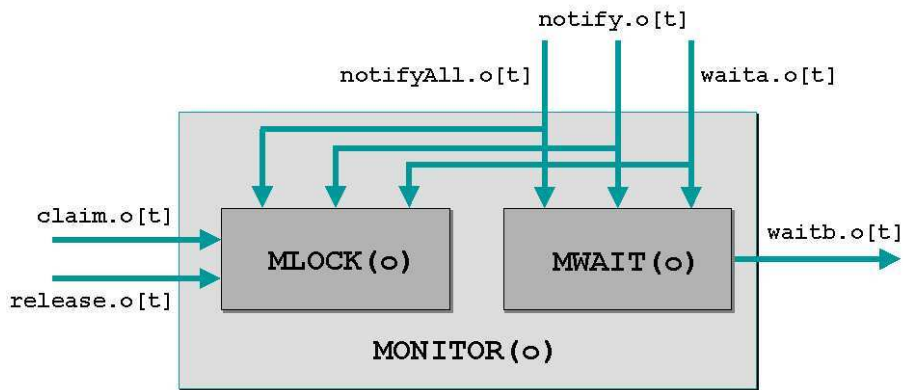 notify.o[t]
notifyAll.o[t]
waita.o[t]
claim.o[t]
MLOCK(o)
MWAIT(o)
waitb.o[t]
release.o[t]
MONITOR(o)